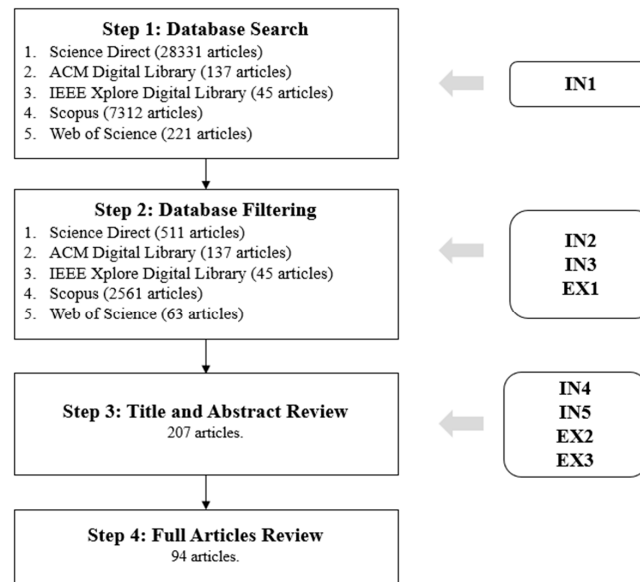 Step 1: Database Search
1. Science Direct (28331 articles)
2. ACM Digital Library (137 articles)
3. IEEE Xplore Digital Library (45 articles)
4. Scopus (7312 articles)
5. Web of Science (221 articles)
IN1
Step 2: Database Filtering
1. Science Direct (511 articles)
2. ACM Digital Library (137 articles)
3. IEEE Xplore Digital Library (45 articles)
4. Scopus (2561 articles)
5. Web of Science (63 articles)
IN2
IN3
EX1
Step 3: Title and Abstract Review
207 articles.
IN4
IN5
EX2
EX3
Step 4: Full Articles Review
94 articles.